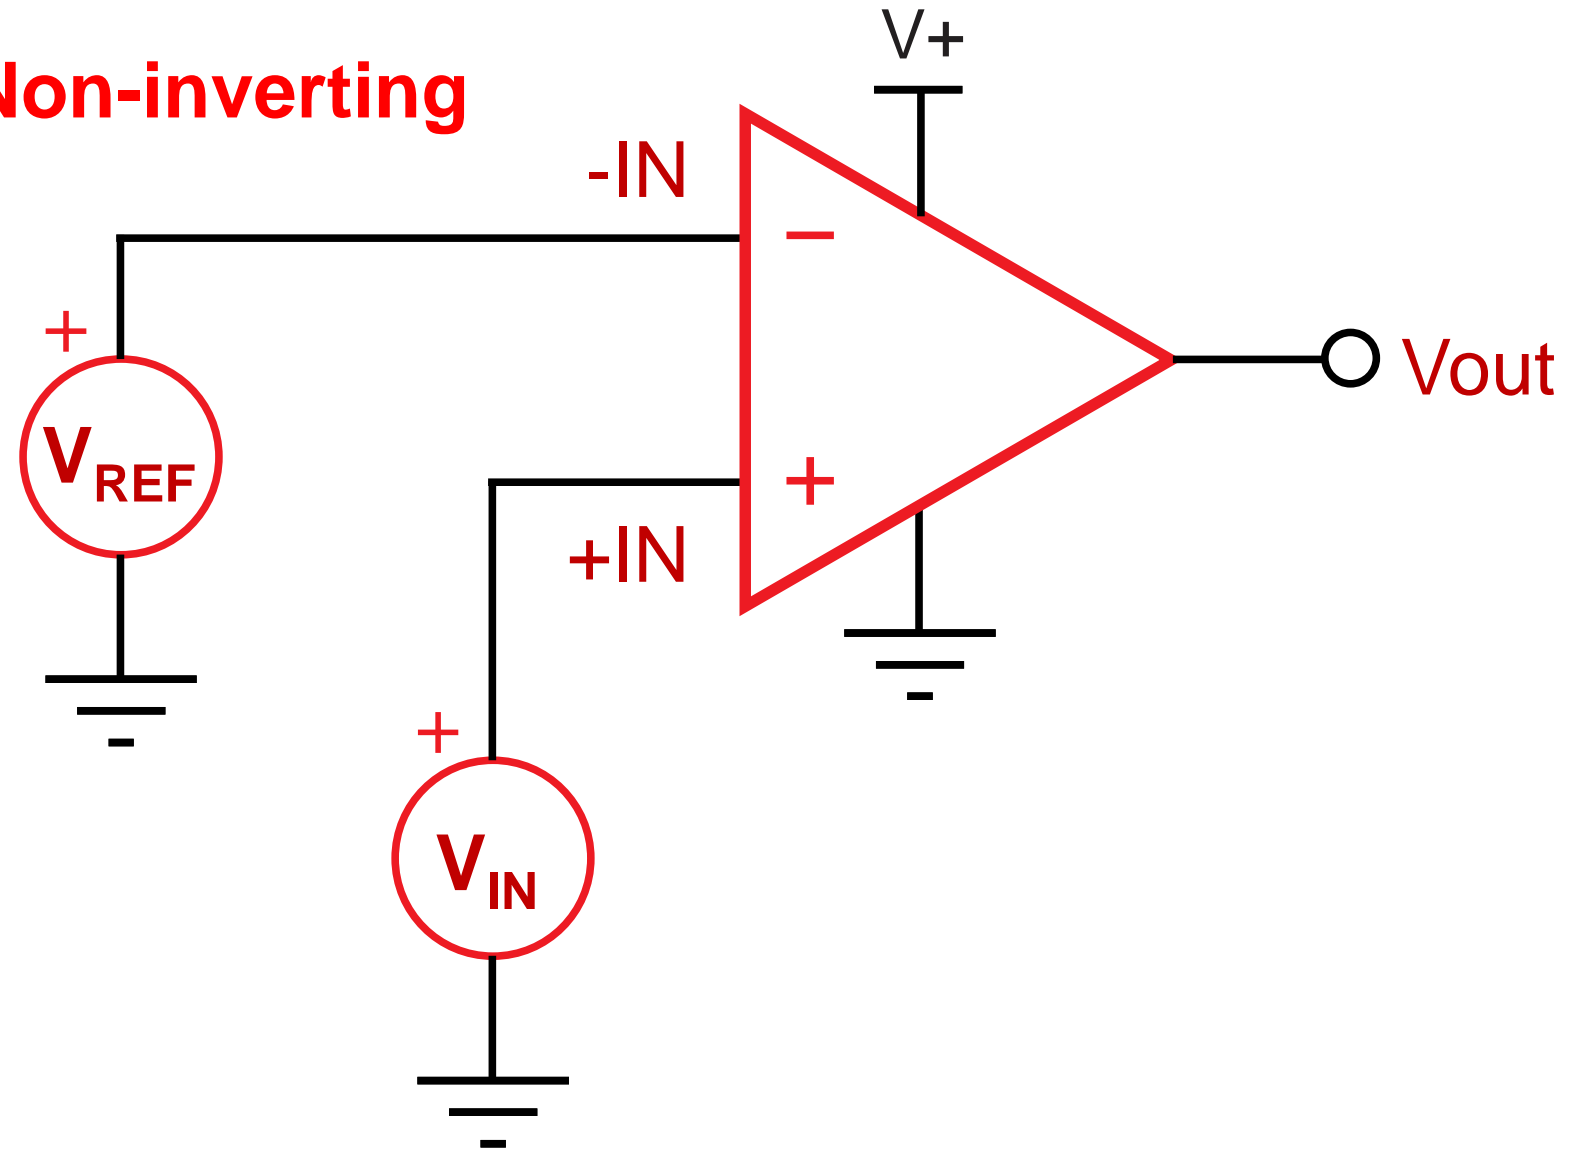 V+
Non-inverting
-IN
−
+
Vout
VREF
+
+IN
+
VIN